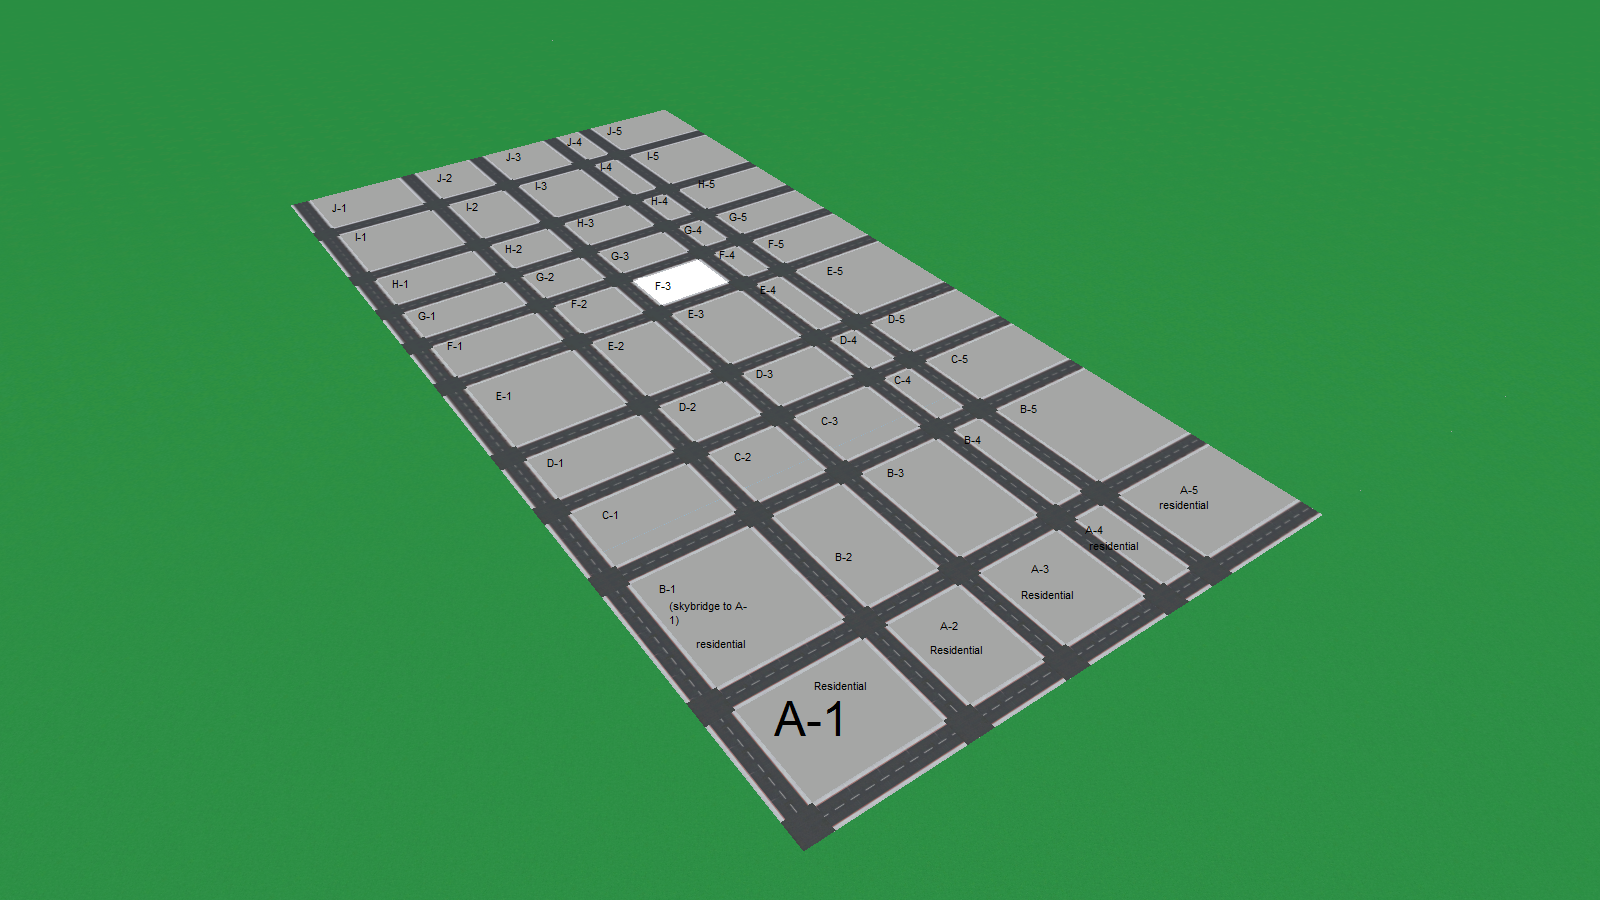 J-5
J-4
J-3
I-5
I-4
J-2
H-5
I-3
H-4
I-2
J-1
G-5
H-3
G-4
I-1
F-5
H-2
F-4
G-3
E-5
G-2
H-1
F-3
E-4
F-2
E-3
G-1
D-5
D-4
F-1
E-2
C-5
D-3
C-4
E-1
D-2
B-5
C-3
B-4
C-2
D-1
B-3
A-5
residential
C-1
A-4
residential
B-2
A-3
Residential
B-1
(skybridge to A-
1)
residential
A-2
Residential
Residential
A-1